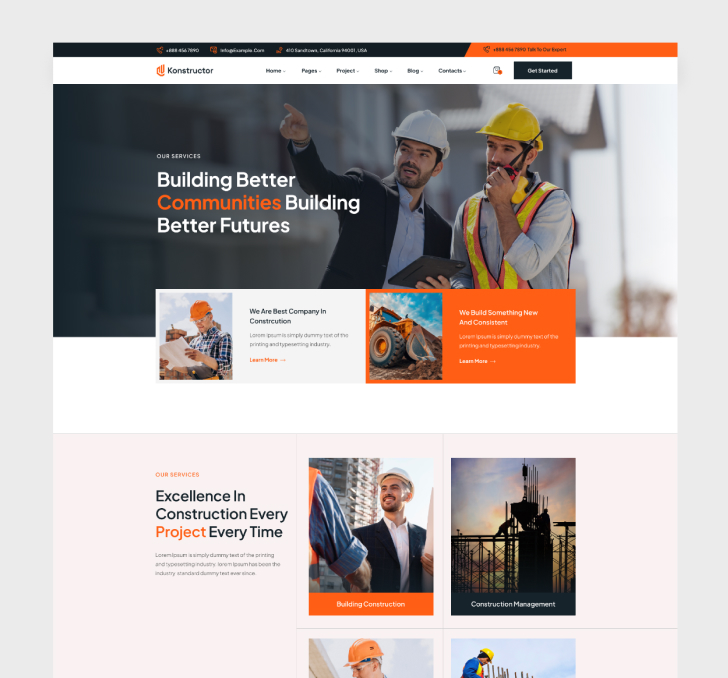 +888 456 7890
Info@Example.Com
410 Sandtown, California 94001, USA
+888 456 7890 Talk To Our Expert
Konstructor
Home
Pages
Project
Shop
Blog
Contacts
Get Started
OUR SERVICES
Building Better
Communities Building
Better Futures
We Are Best Company In
Constrcution
Lorem Ipsum is simply dummy text of the
printing and typesetting industry.
Learn More
We Build Something New
And Consistent
Lorem Ipsum is simply dummy text of the
printing and typesetting industry.
Learn More
OUR SERVICES
Excellence In
Construction Every
Project Every Time
Lorem Ipsum is simply dummy text of the printing
and typesetting industry lorem Ipsum has been the
industry standard dummy text ever since.
Building Construction
Construction Management